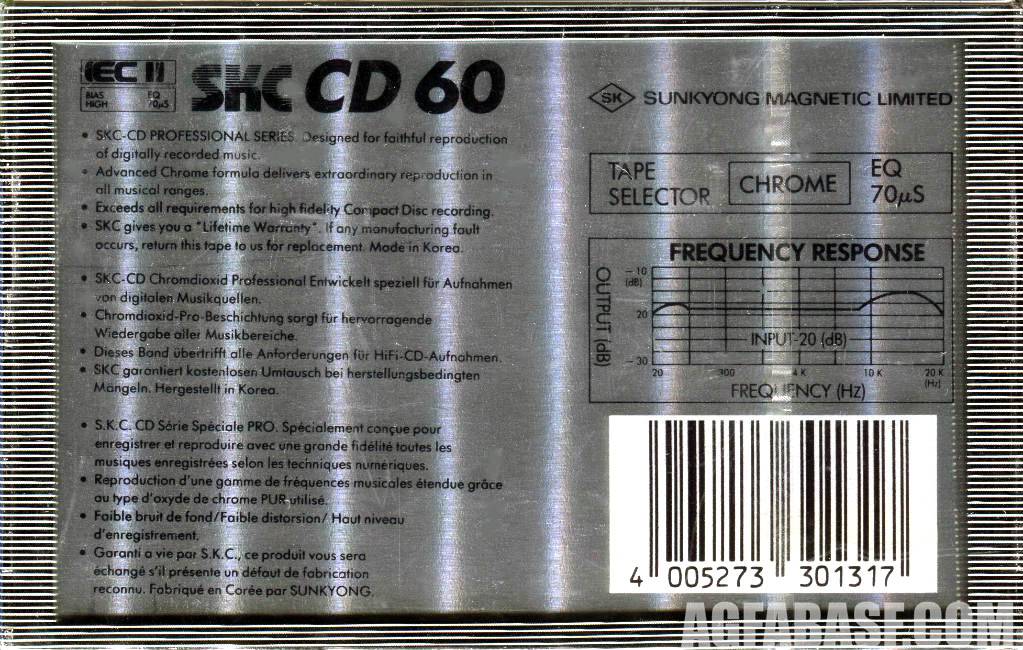 IEC II
BIAS HIGH
EQ 70µS
SKC CD 60
• SKC-CD PROFESSIONAL SERIES. Designed for faithful reproduction
of digitally recorded music.
• Advanced Chrome formula delivers extraordinary reproduction in
all musical ranges.
• Exceeds all requirements for high fidelity Compact Disc recording.
• SKC gives you a "Lifetime Warranty". If any manufacturing fault
occurs, return this tape to us for replacement. Made in Korea.
• SKC-CD Chromdioxid Professional Entwickelt speziell für Aufnahmen
von digitalen Musikquellen.
• Chromdioxid-Pro-Beschichtung sorgt für hervorragende
Wiedergabe aller Musikbereiche.
• Dieses Band übertrifft alle Anforderungen für HiFi-CD-Aufnahmen.
• SKC garantiert kostenlosen Umtausch bei herstellungsbedingten
Mängeln. Hergestellt in Korea.
• S.K.C. CD Série Spéciale PRO. Spécialement conçue pour
enregistrer et reproduire avec une grande fidélité toutes les
musiques enregistrées selon les techniques numériques.
• Reproduction d'une gamme de fréquences musicales étendue grâce
au type d'oxyde de chrome PUR utilisé.
• Faible bruit de fond/Faible distorsion/ Haut niveau
d'enregistrement.
• Garanti a vie par S.K.C., ce produit vous sera
échangé s'il présente un défaut de fabrication
reconnu. Fabriqué en Corée par SUNKYONG.
SK SUNKYONG MAGNETIC LIMITED
TAPE SELECTOR
CHROME
EQ 70µS
FREQUENCY RESPONSE
OUTPUT (dB)
-10
(dB)
20
-30
INPUT-20 (dB)
20 300 1K 4K 10K 20K
(Hz)
FREQUENCY (Hz)
4 005273 301317
AGFABASE.COM